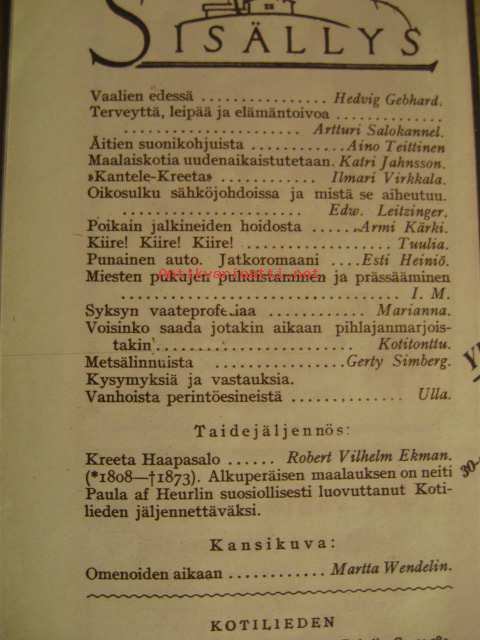 SISÄLLYS
Vaalien edessä ................ Hedvig Gebhard.
Terveyttä, leipää ja elämäntoivoa ..............
........................ Artturi Salokannel.
Äitien suonikohjuista ............ Aino Teittinen
Maalaiskotia uudenaikaistutetaan. Katri Jahnsson.
»Kantele-Kreeta» ............... Ilmari Virkkala.
Oikosulku sähköjohdoissa ja mistä se aiheutuu.
....................... Edw. Leitzinger.
Poikain jalkineiden hoidosta ...... Armi Kärki.
Kiire! Kiire! Kiire! .................... Tuulia.
Punainen auto. Jatkoromaani .... Esti Heiniö.
Miesten pukujen puhdistaminen ja prässääminen
................................... I. M.
Syksyn vaateprofetiaa ............... Marianna.
Voisinko saada jotakin aikaan pihlajanmarjois-
takin ......................... Kotitonttu.
Metsälinnuista ................ Gerty Simberg.
Kysymyksiä ja vastauksia.
Vanhoista perintöesineistä .............. Ulla.
Taidejäljennös:
Kreeta Haapasalo ...... Robert Vilhelm Ekman.
(*1808—†1873). Alkuperäisen maalauksen on neiti
Paula af Heurlin suosiollisesti luovuttanut Koti-
lieden jäljennettäväksi.
Kansikuva:
Omenoiden aikaan ............ Martta Wendelin.
KOTILIEDEN